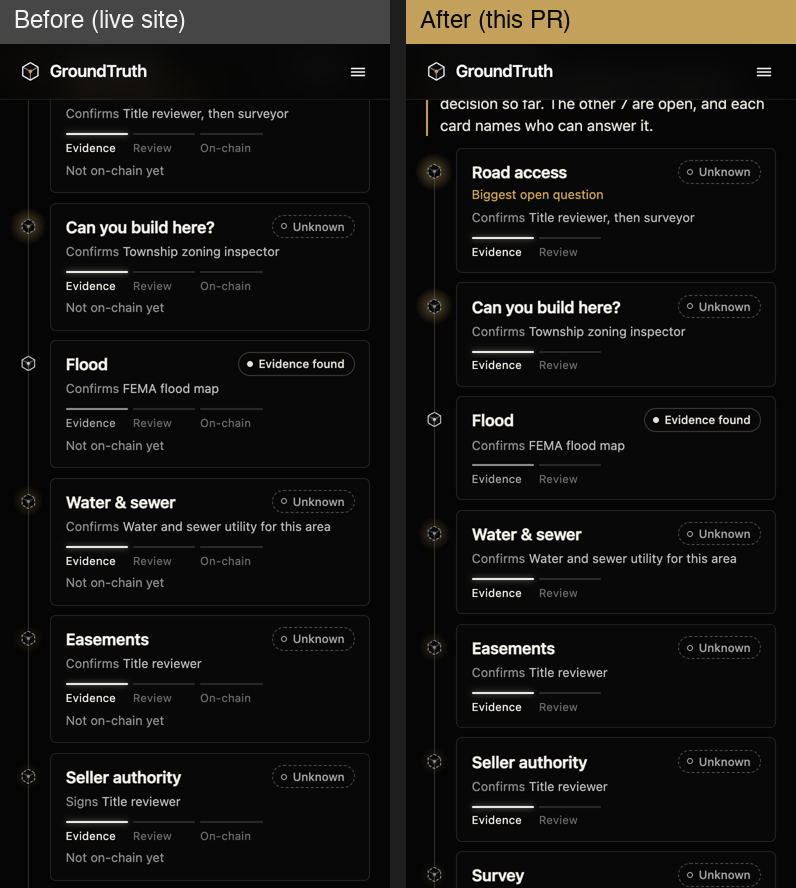 Before (live site)
GroundTruth
Confirms Title reviewer, then surveyor
Evidence Review On-chain
Not on-chain yet
Can you build here? Unknown
Confirms Township zoning inspector
Evidence Review On-chain
Not on-chain yet
Flood Evidence found
Confirms FEMA flood map
Evidence Review On-chain
Not on-chain yet
Water & sewer Unknown
Confirms Water and sewer utility for this area
Evidence Review On-chain
Not on-chain yet
Easements Unknown
Confirms Title reviewer
Evidence Review On-chain
Not on-chain yet
Seller authority Unknown
Signs Title reviewer
Evidence Review On-chain
Not on-chain yet
After (this PR)
GroundTruth
decision so far. The other 7 are open, and each
card names who can answer it.
Road access Unknown
Biggest open question
Confirms Title reviewer, then surveyor
Evidence Review
Can you build here? Unknown
Confirms Township zoning inspector
Evidence Review
Flood Evidence found
Confirms FEMA flood map
Evidence Review
Water & sewer Unknown
Confirms Water and sewer utility for this area
Evidence Review
Easements Unknown
Confirms Title reviewer
Evidence Review
Seller authority Unknown
Confirms Title reviewer
Evidence Review
Survey Unknown